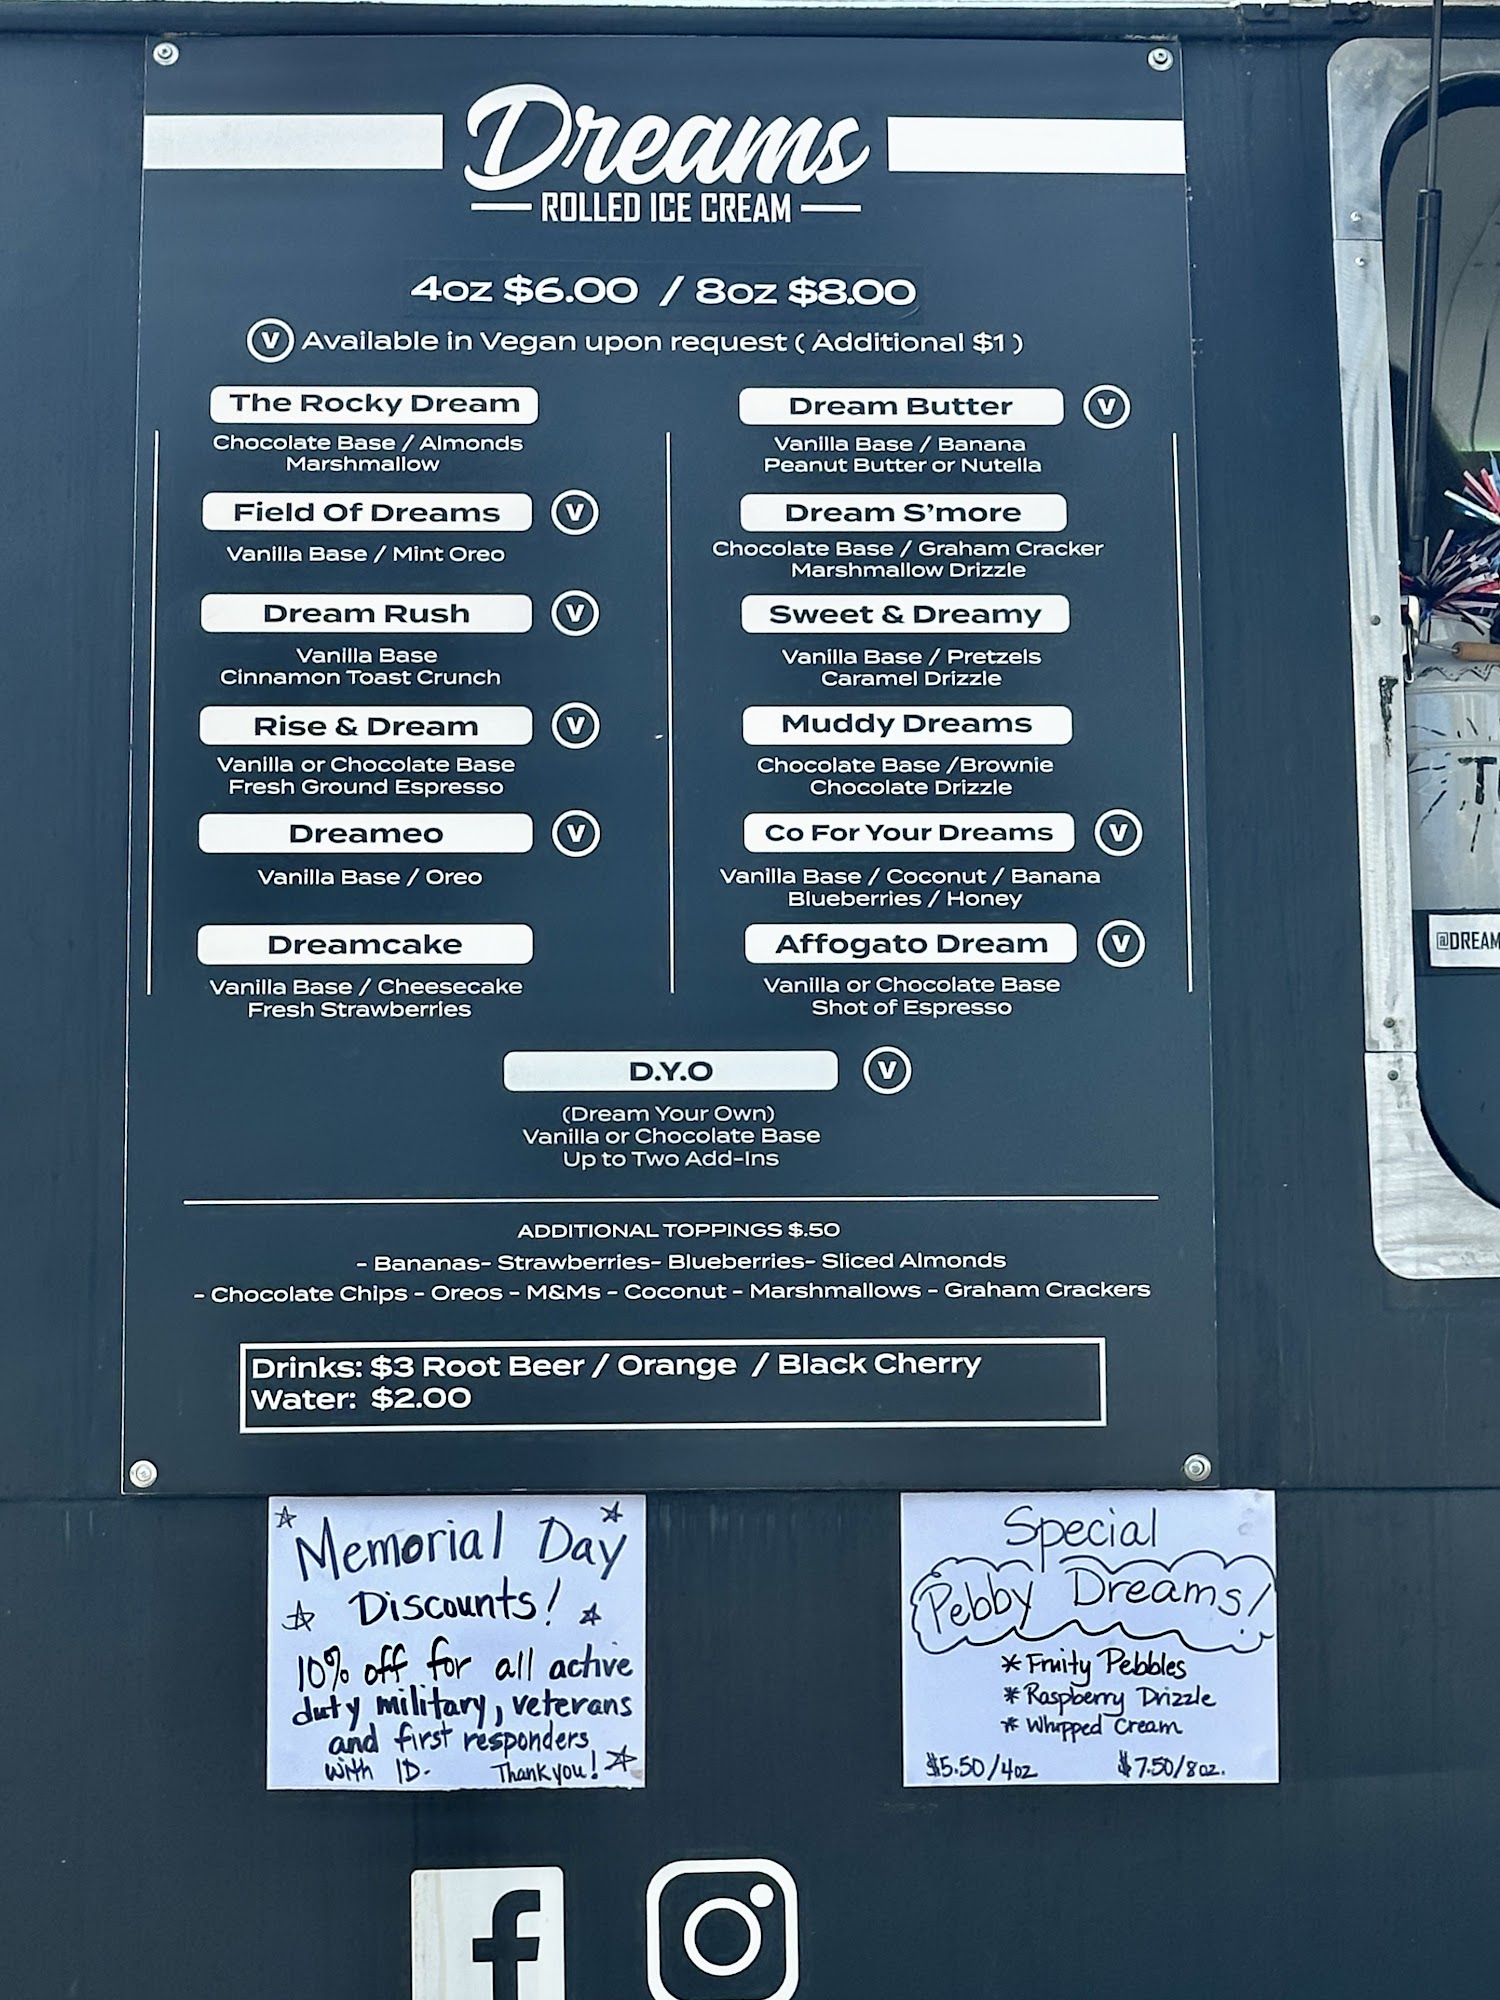 Dreams
ROLLED ICE CREAM
4oz $6.00 / 8oz $8.00
V Available in Vegan upon request ( Additional $1 )
The Rocky Dream
Chocolate Base / Almonds
Marshmallow
Field Of Dreams V
Vanilla Base / Mint Oreo
Dream Rush V
Vanilla Base
Cinnamon Toast Crunch
Rise & Dream V
Vanilla or Chocolate Base
Fresh Ground Espresso
Dreameo V
Vanilla Base / Oreo
Dreamcake
Vanilla Base / Cheesecake
Fresh Strawberries
Dream Butter V
Vanilla Base / Banana
Peanut Butter or Nutella
Dream S'more
Chocolate Base / Graham Cracker
Marshmallow Drizzle
Sweet & Dreamy
Vanilla Base / Pretzels
Caramel Drizzle
Muddy Dreams
Chocolate Base /Brownie
Chocolate Drizzle
Co For Your Dreams V
Vanilla Base / Coconut / Banana
Blueberries / Honey
Affogato Dream V
Vanilla or Chocolate Base
Shot of Espresso
D.Y.O V
(Dream Your Own)
Vanilla or Chocolate Base
Up to Two Add-Ins
ADDITIONAL TOPPINGS $.50
- Bananas- Strawberries- Blueberries- Sliced Almonds
- Chocolate Chips - Oreos - M&Ms - Coconut - Marshmallows - Graham Crackers
Drinks: $3 Root Beer / Orange / Black Cherry
Water: $2.00
Memorial Day
Discounts!
10% off for all active
duty military, veterans
and first responders
with ID. Thank you!
Special
Pebby Dreams!
* Fruity Pebbles
* Raspberry Drizzle
* Whipped Cream
$5.50/4oz $7.50/8oz.
f
@DREAM